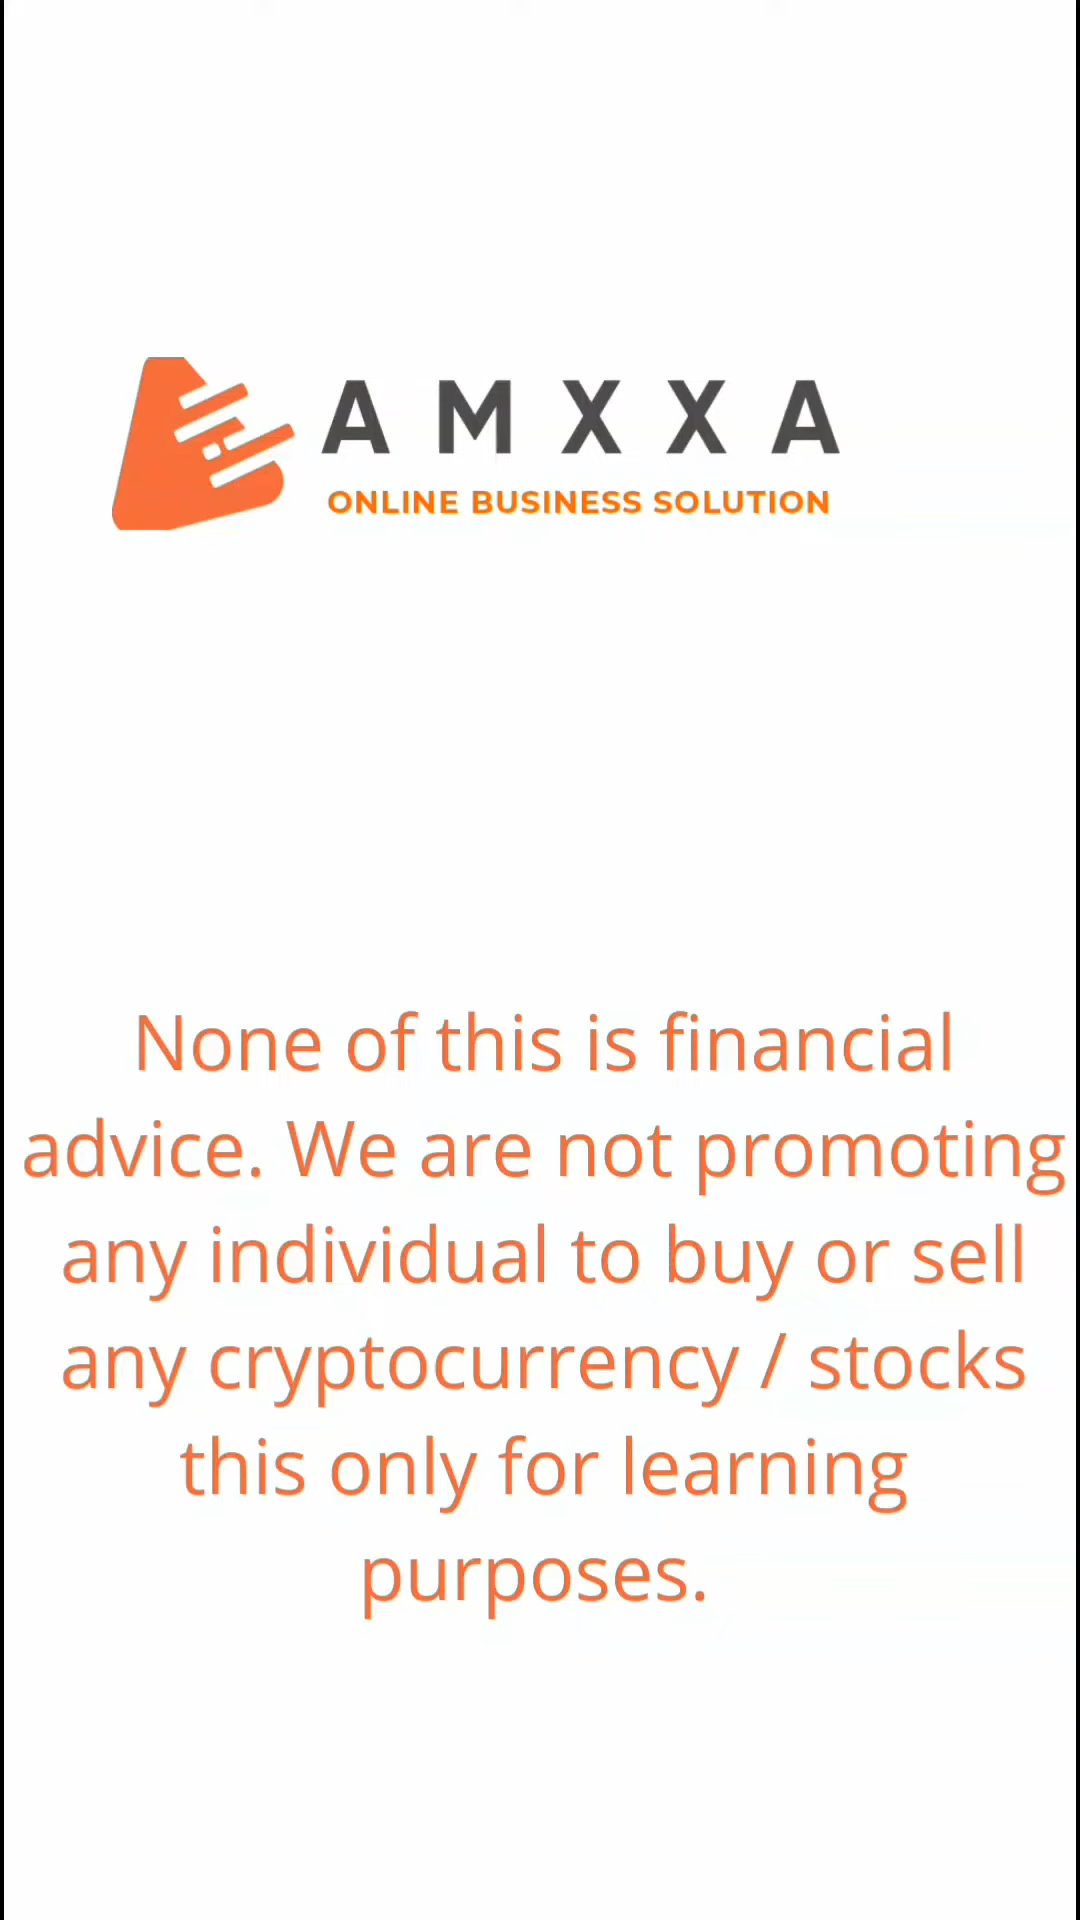 AMXXA
ONLINE BUSINESS SOLUTION
None of this is financial
advice. We are not promoting
any individual to buy or sell
any cryptocurrency / stocks
this only for learning
purposes.